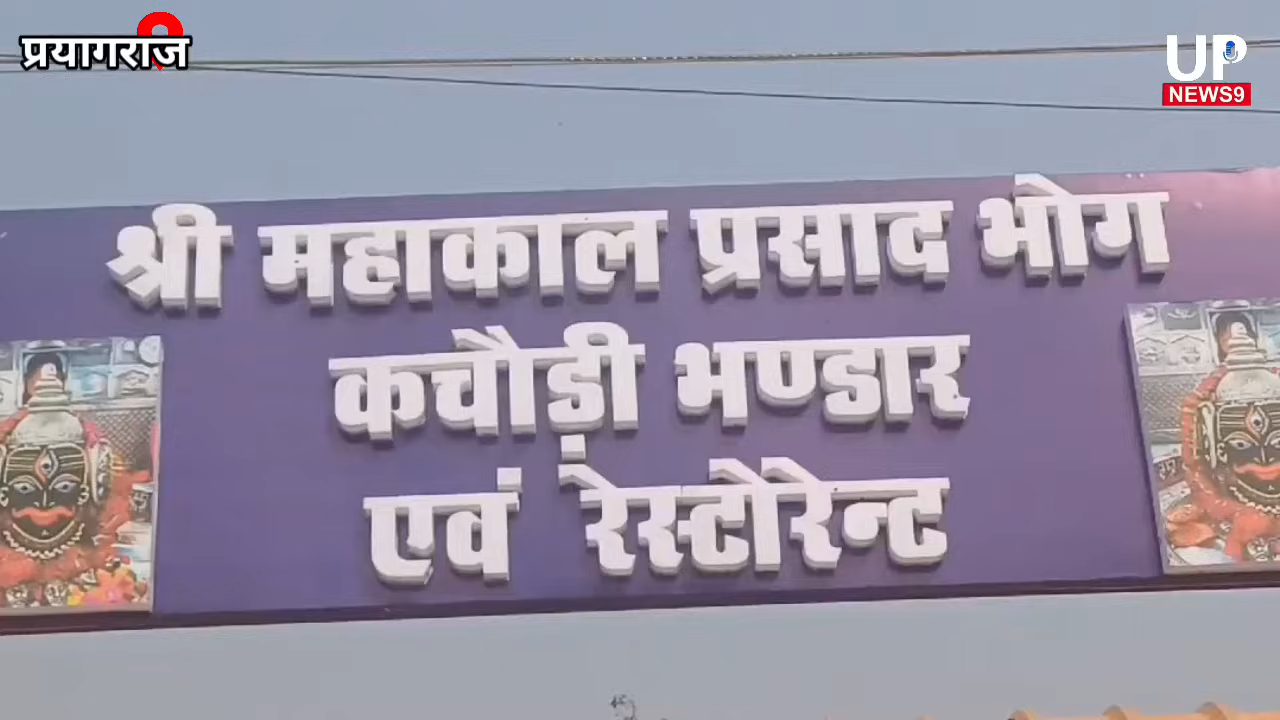 प्रयागराज
UP
NEWS9
श्री महाकाल प्रसाद भोग
कचौड़ी भण्डार
एवं रेस्टोरेन्ट